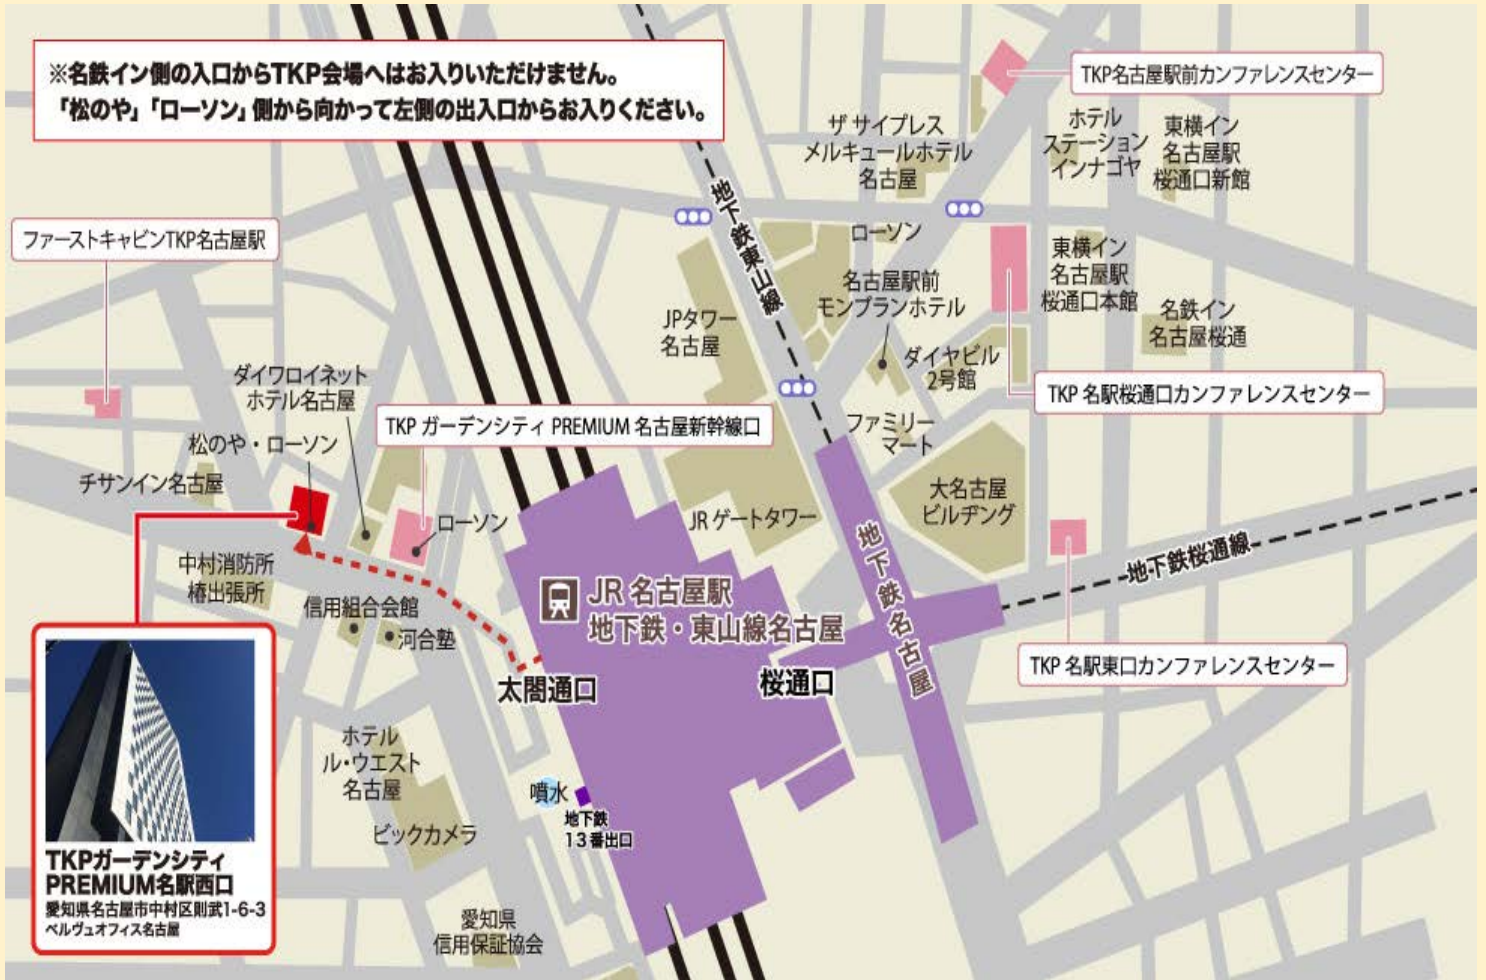 ※名鉄イン側の入口からTKP会場へはお入りいただけません。
「松のや」「ローソン」側から向かって左側の出入口からお入りください。
TKP名古屋駅前カンファレンスセンター
ザ サイプレス
メルキュールホテル
名古屋
ホテル
ステーション
インナゴヤ
東横イン
名古屋駅
桜通口新館
地下鉄東山線
ファーストキャビンTKP名古屋駅
ローソン
東横イン
名古屋駅
桜通口本館
名古屋駅前
モンブランホテル
JPタワー
名古屋
名鉄イン
名古屋桜通
ダイヤビル
2号館
ダイワロイネット
ホテル名古屋
TKP 名駅桜通口カンファレンスセンター
TKP ガーデンシティ PREMIUM 名古屋新幹線口
ファミリー
マート
松のや・ローソン
チサンイン名古屋
大名古屋
ビルヂング
JR ゲートタワー
ローソン
地下鉄名古屋
地下鉄桜通線
中村消防所
椿出張所
信用組合会館
河合塾
JR 名古屋駅
地下鉄・東山線名古屋
TKP 名駅東口カンファレンスセンター
太閤通口
桜通口
ホテル
ル・ウエスト
名古屋
噴水
地下鉄
13番出口
ビックカメラ
TKPガーデンシティ
PREMIUM名駅西口
愛知県名古屋市中村区則武1-6-3
ベルヴュオフィス名古屋
愛知県
信用保証協会